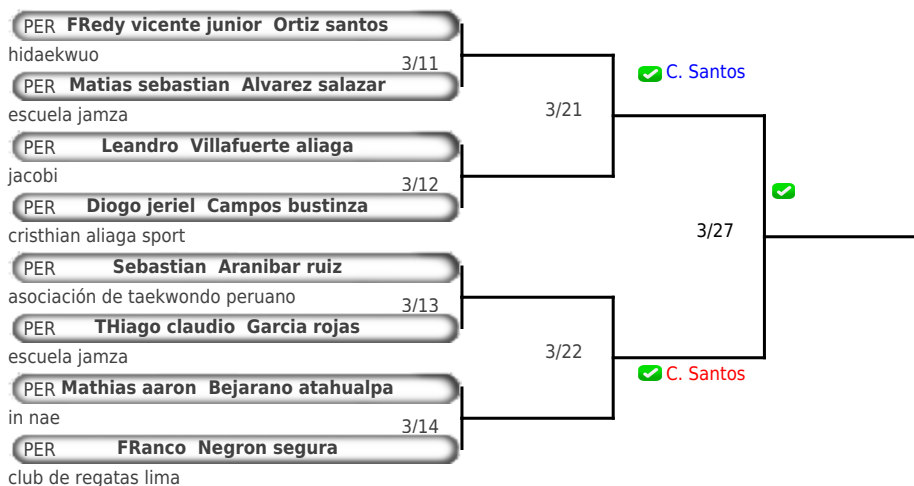 PER FRedy vicente junior Ortiz santos
hidaekwuo
3/11
PER Matias sebastian Alvarez salazar
escuela jamza
C. Santos
3/21
PER Leandro Villafuerte aliaga
jacobi
3/12
PER Diogo jeriel Campos bustinza
cristhian aliaga sport
3/27
PER Sebastian Aranibar ruiz
asociación de taekwondo peruano
3/13
PER THiago claudio Garcia rojas
escuela jamza
3/22
C. Santos
PER Mathias aaron Bejarano atahualpa
in nae
3/14
PER FRanco Negron segura
club de regatas lima